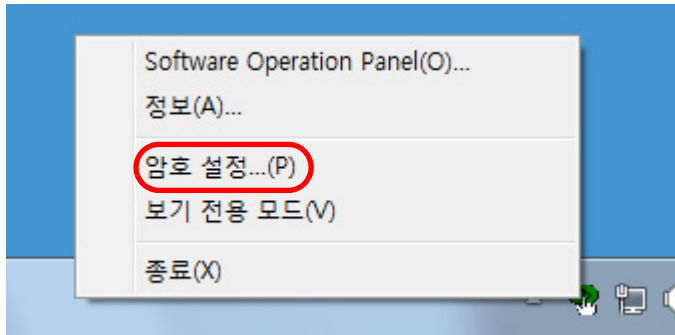 Software Operation Panel(O)...
정보(A)...
암호 설정...(P)
보기 전용 모드(V)
종료(X)